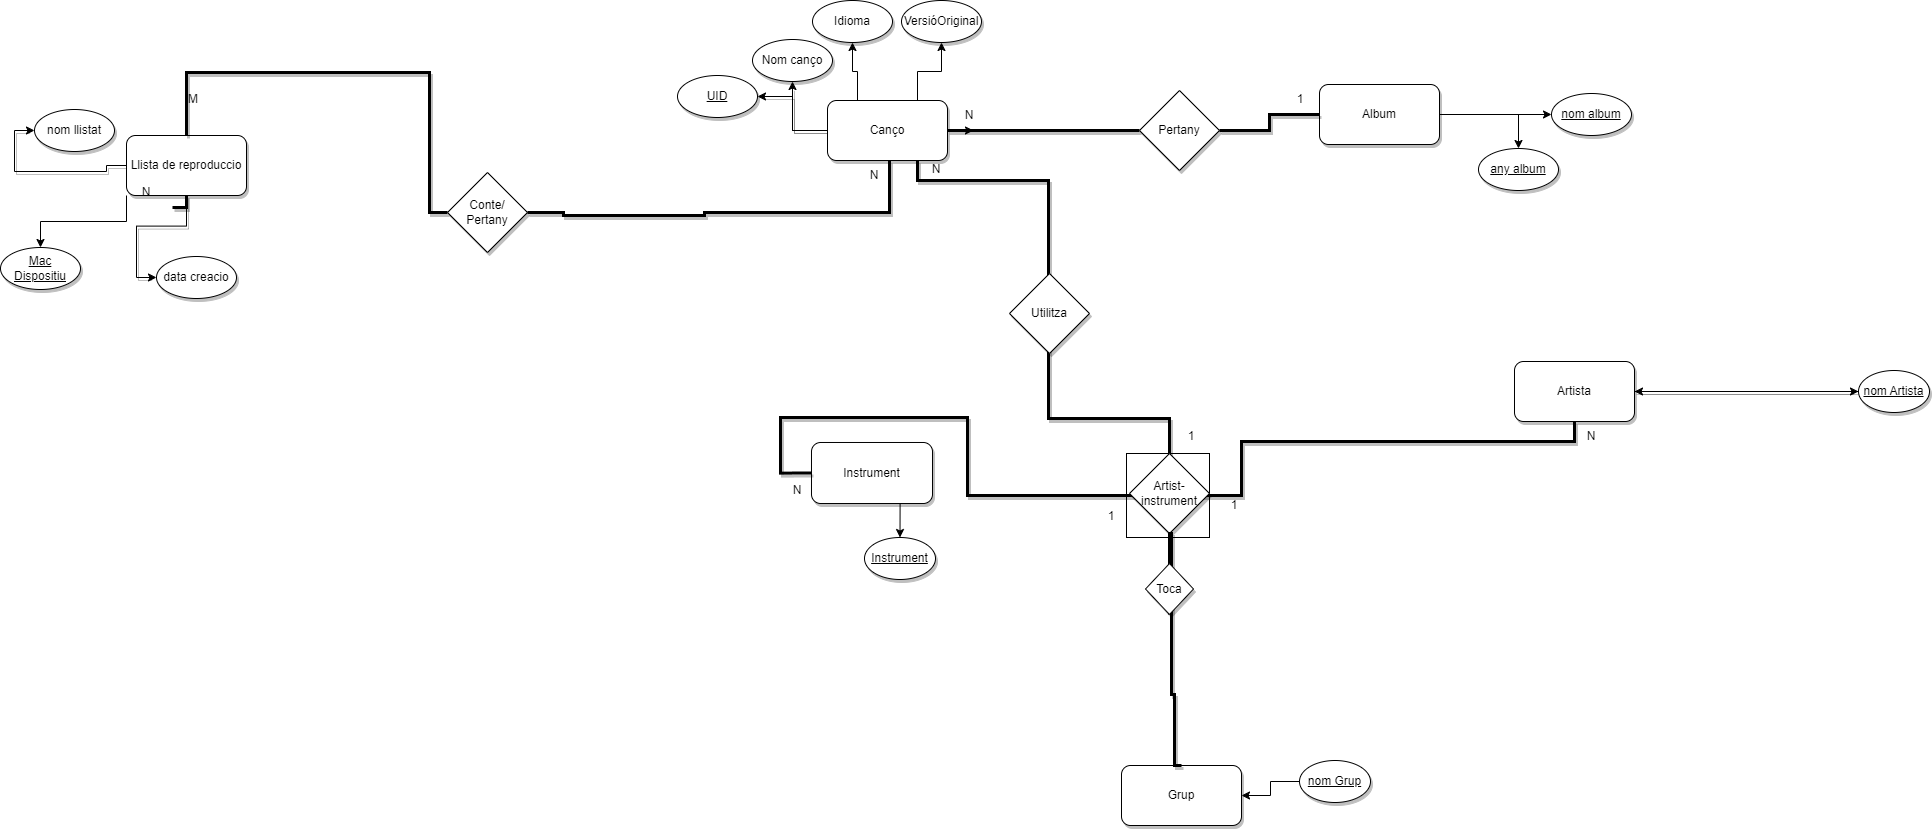 Idioma
VersióOriginal
Nom canço
UID
M
N
1
Album
nom album
nom llistat
Canço
Pertany
Llista de reproduccio
N
N
N
any album
Conte/
Pertany
Mac
Dispositiu
data creacio
Utilitza
Artista
nom Artista
1
N
Instrument
N
Artist-
instrument
1
1
Instrument
Toca
nom Grup
Grup